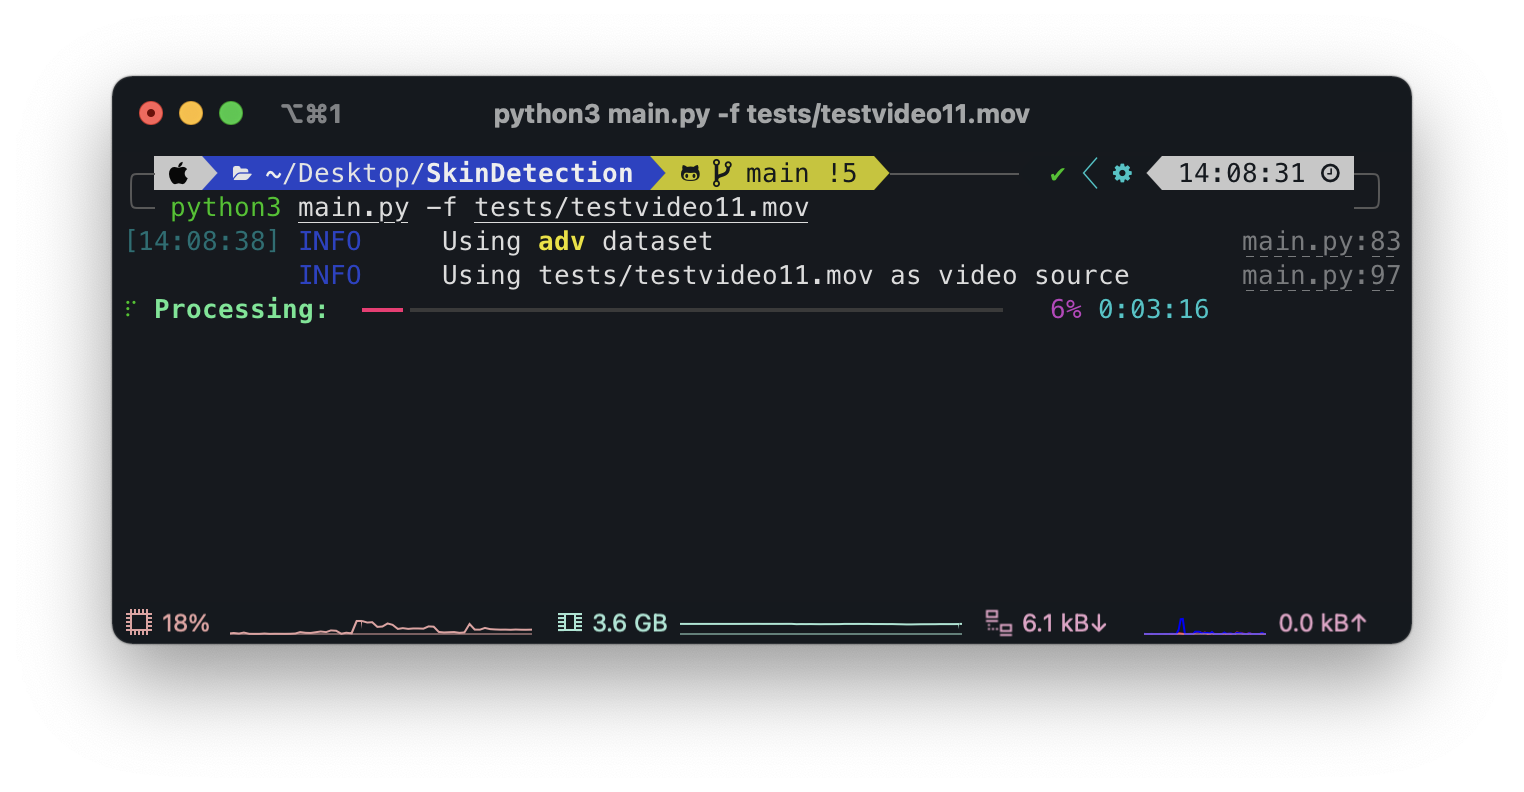 ⌥⌘1 python3 main.py -f tests/testvideo11.mov
~/Desktop/SkinDetection main !5 ✔ 14:08:31
python3 main.py -f tests/testvideo11.mov
[14:08:38] INFO Using adv dataset main.py:83
INFO Using tests/testvideo11.mov as video source main.py:97
Processing: 6% 0:03:16
18% 3.6 GB 6.1 kB↓ 0.0 kB↑